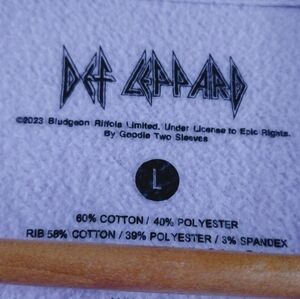 DEF LEPPARD
©2023 Bludgeon Riffola Limited. Under License to Epic Rights.
By Goodie Two Sleeves
L
60% COTTON / 40% POLYESTER
RIB 58% COTTON / 39% POLYESTER / 3% SPANDEX